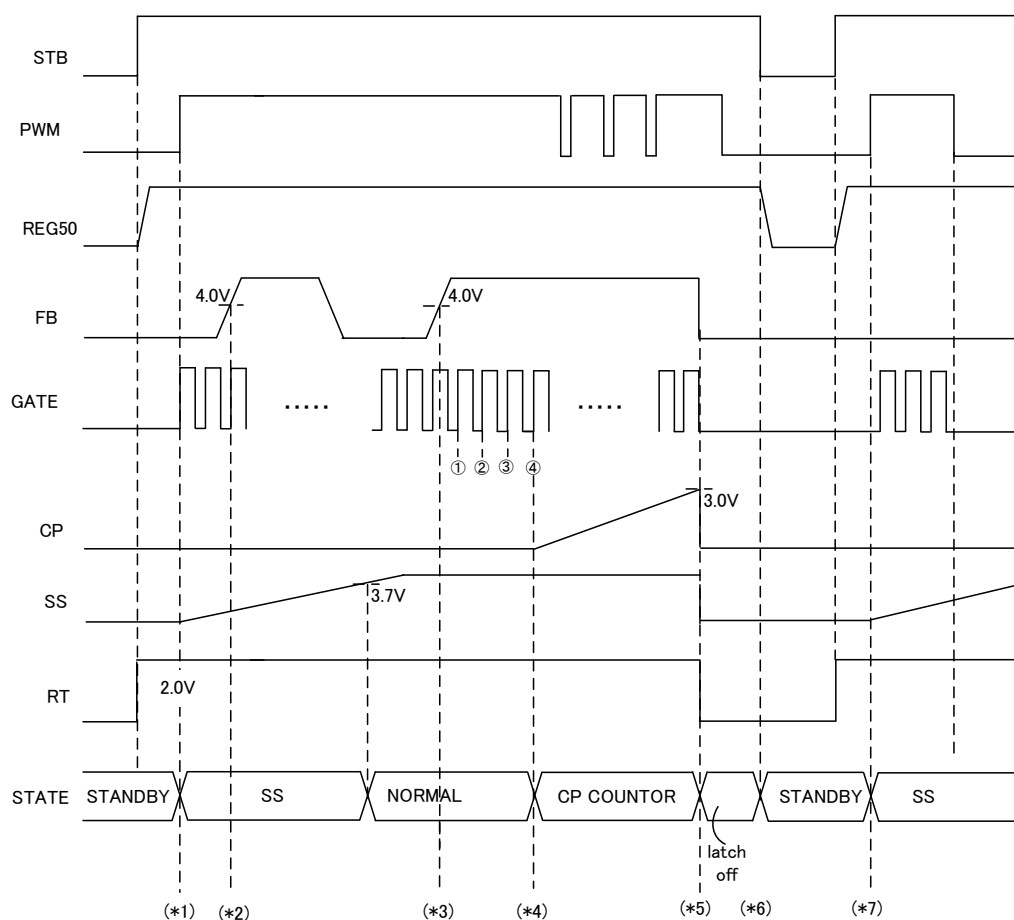 STB
PWM
REG50
4.0V
4.0V
FB
GATE
.....
.....
① ② ③ ④
3.0V
CP
3.7V
SS
2.0V
RT
STATE STANDBY SS NORMAL CP COUNTOR STANDBY SS
latch
off
(*1) (*2) (*3) (*4) (*5) (*6) (*7)